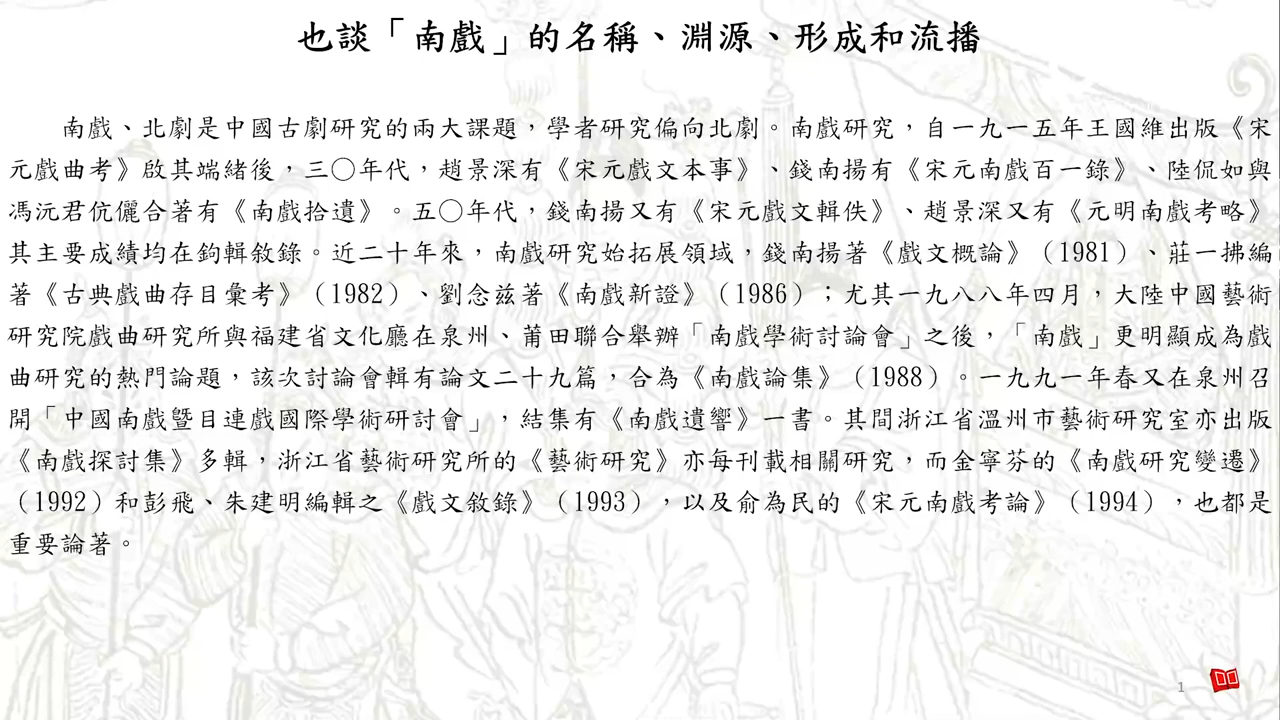 也談「南戲」的名稱、淵源、形成和流播
南戲、北劇是中國古劇研究的兩大課題，學者研究偏向北劇。南戲研究，自一九一五年王國維出版《宋
元戲曲考》啟其端緒後，三〇年代，趙景深有《宋元戲文本事》、錢南揚有《宋元南戲百一錄》、陸侃如與
馮沅君伉儷合著有《南戲拾遺》。五〇年代，錢南揚又有《宋元戲文輯佚》、趙景深又有《元明南戲考略》
其主要成績均在鉤輯敘錄。近二十年來，南戲研究始拓展領域，錢南揚著《戲文概論》（1981）、莊一拂編
著《古典戲曲存目彙考》（1982）、劉念茲著《南戲新證》（1986）；尤其一九八八年四月，大陸中國藝術
研究院戲曲研究所與福建省文化廳在泉州、莆田聯合舉辦「南戲學術討論會」之後，「南戲」更明顯成為戲
曲研究的熱門論題，該次討論會輯有論文二十九篇，合為《南戲論集》（1988）。一九九一年春又在泉州召
開「中國南戲暨目連戲國際學術研討會」，結集有《南戲遺響》一書。其間浙江省溫州市藝術研究室亦出版
《南戲探討集》多輯，浙江省藝術研究所的《藝術研究》亦每刊載相關研究，而金寧芬的《南戲研究變遷》
（1992）和彭飛、朱建明編輯之《戲文敘錄》（1993），以及俞為民的《宋元南戲考論》（1994），也都是
重要論著。
1